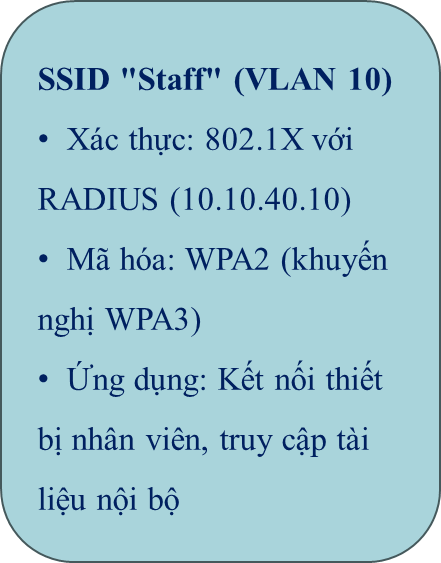 SSID "Staff" (VLAN 10)
• Xác thực: 802.1X với
RADIUS (10.10.40.10)
• Mã hóa: WPA2 (khuyến
nghị WPA3)
• Ứng dụng: Kết nối thiết
bị nhân viên, truy cập tài
liệu nội bộ